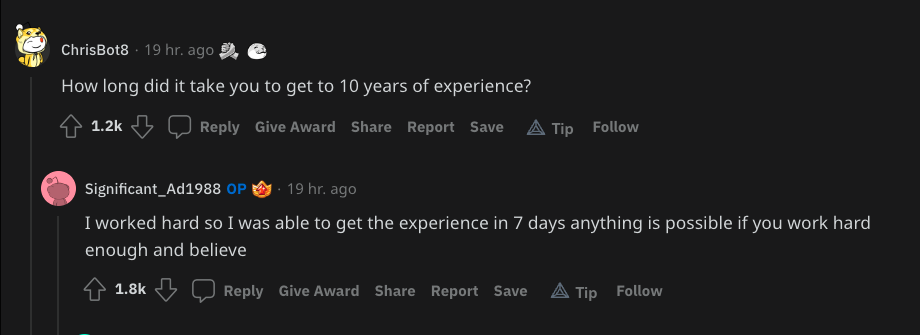 ChrisBot8 · 19 hr. ago
How long did it take you to get to 10 years of experience?
1.2k Reply Give Award Share Report Save Tip Follow
Significant_Ad1988 OP · 19 hr. ago
I worked hard so I was able to get the experience in 7 days anything is possible if you work hard
enough and believe
1.8k Reply Give Award Share Report Save Tip Follow